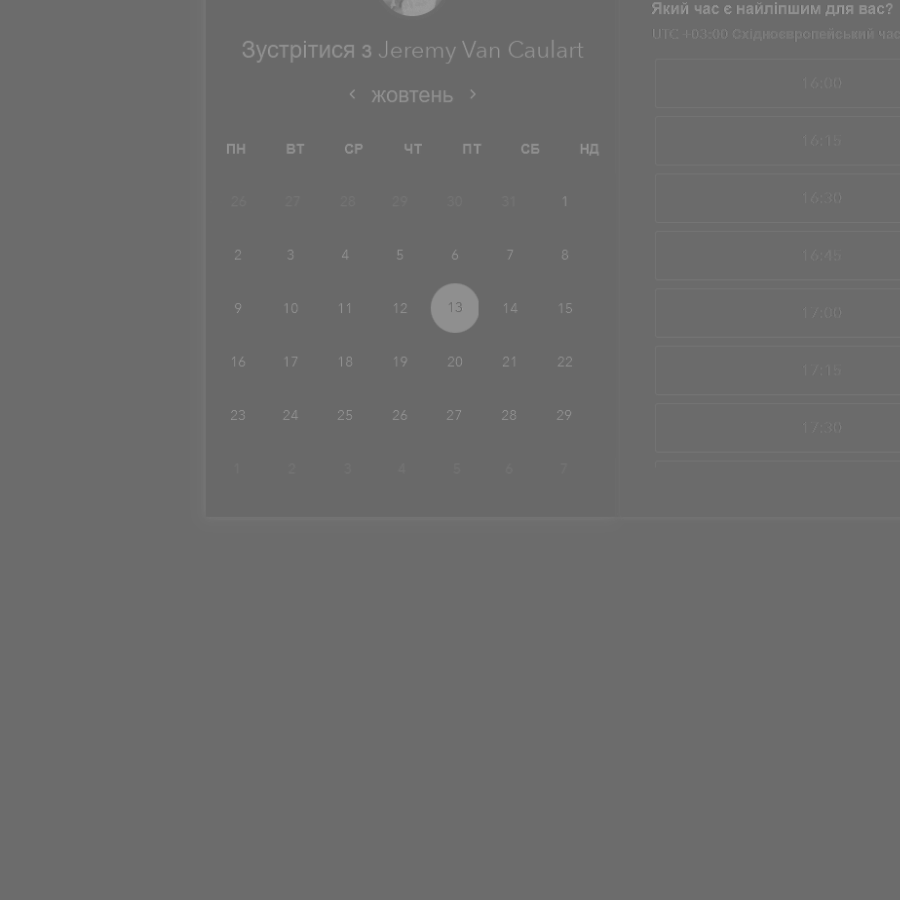 Зустрітися з Jeremy Van Caulart
‹ жовтень ›
ПН ВТ СР ЧТ ПТ СБ НД
26 27 28 29 30 31 1
2 3 4 5 6 7 8
9 10 11 12 13 14 15
16 17 18 19 20 21 22
23 24 25 26 27 28 29
1 2 3 4 5 6 7
Який час є найліпшим для вас?
UTC +03:00 Східноєвропейський час
16:00
16:15
16:30
16:45
17:00
17:15
17:30